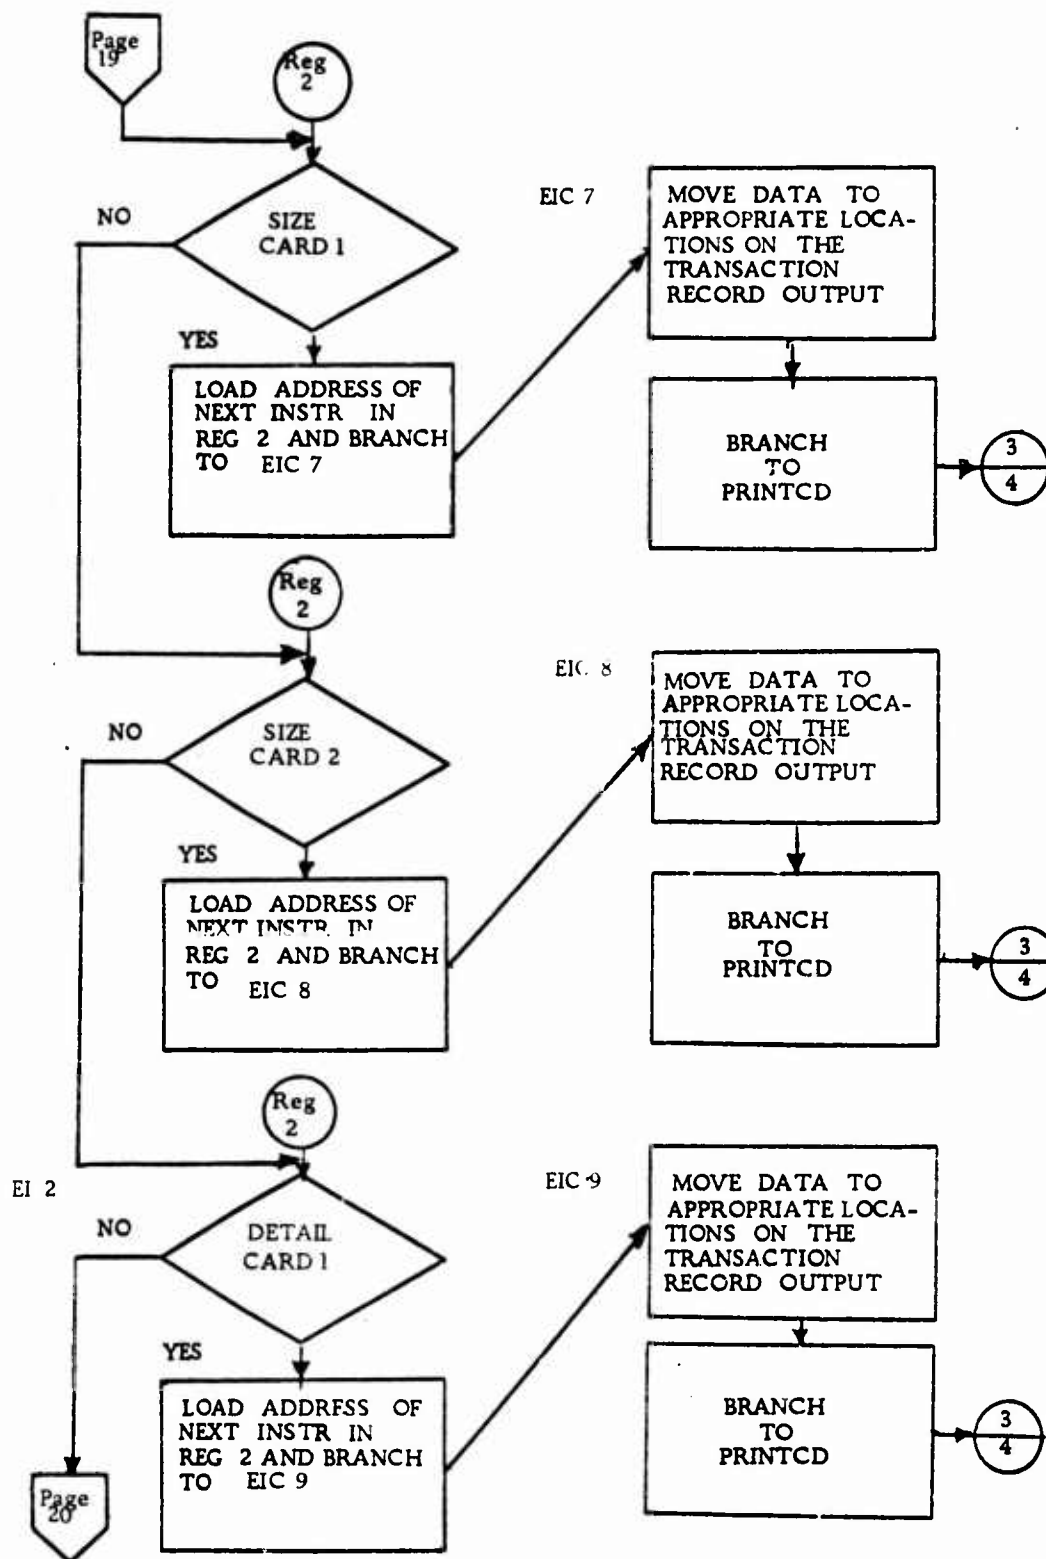 Page
19
Reg
2
NO
SIZE
CARD 1
YES
LOAD ADDRESS OF
NEXT INSTR IN
REG 2 AND BRANCH
TO EIC 7
EIC 7
MOVE DATA TO
APPROPRIATE LOCA-
TIONS ON THE
TRANSACTION
RECORD OUTPUT
BRANCH
TO
PRINTCD
3
4
Reg
2
NO
SIZE
CARD 2
YES
LOAD ADDRESS OF
NEXT INSTR IN
REG 2 AND BRANCH
TO EIC 8
EIC 8
MOVE DATA TO
APPROPRIATE LOCA-
TIONS ON THE
TRANSACTION
RECORD OUTPUT
BRANCH
TO
PRINTCD
3
4
Reg
2
EI 2
NO
DETAIL
CARD 1
YES
LOAD ADDRESS OF
NEXT INSTR IN
REG 2 AND BRANCH
TO EIC 9
EIC 9
MOVE DATA TO
APPROPRIATE LOCA-
TIONS ON THE
TRANSACTION
RECORD OUTPUT
BRANCH
TO
PRINTCD
3
4
Page
20